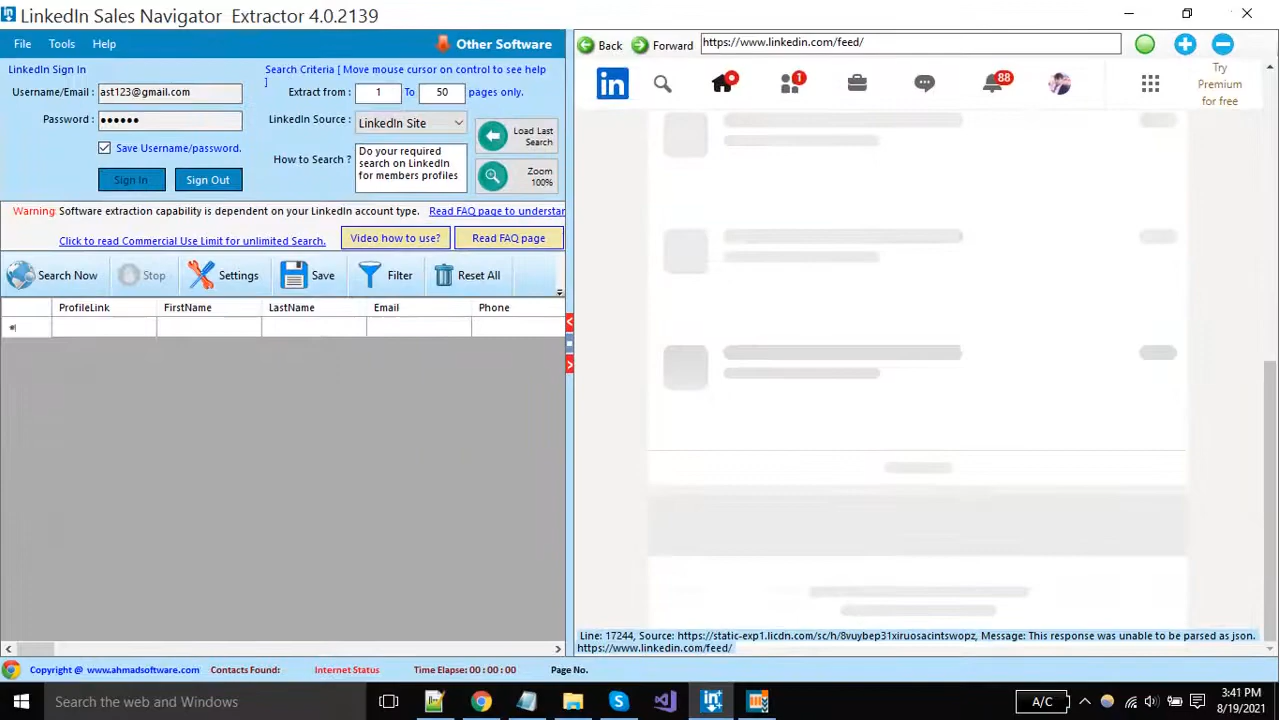 LinkedIn Sales Navigator Extractor 4.0.2139
File Tools Help
Other Software
LinkedIn Sign In
Username/Email : ast123@gmail.com
Password : ••••••
Save Username/password.
Sign In Sign Out
Search Criteria [ Move mouse cursor on control to see help
]
Extract from : 1 To 50 pages only.
LinkedIn Source : LinkedIn Site
How to Search ?
Do your required
search on LinkedIn
for members profiles
Load Last
Search
Zoom
100%
Warning: Software extraction capability is dependent on your LinkedIn account type. Read FAQ page to understar
Click to read Commercial Use Limit for unlimited Search.
Video how to use? Read FAQ page
Search Now Stop Settings Save Filter Reset All
ProfileLink FirstName LastName Email Phone
Back Forward https://www.linkedin.com/feed/
in
1
88
Try
Premium
for free
Line: 17244, Source: https://static-exp1.licdn.com/sc/h/8vuybep31xiruosacintswopz, Message: This response was unable to be parsed as json.
https://www.linkedin.com/feed/
Copyright @ www.ahmadsoftware.com Contacts Found: Internet Status Time Elapse: 00 : 00 : 00 Page No.
Search the web and Windows
A/C
3:41 PM
8/19/2021